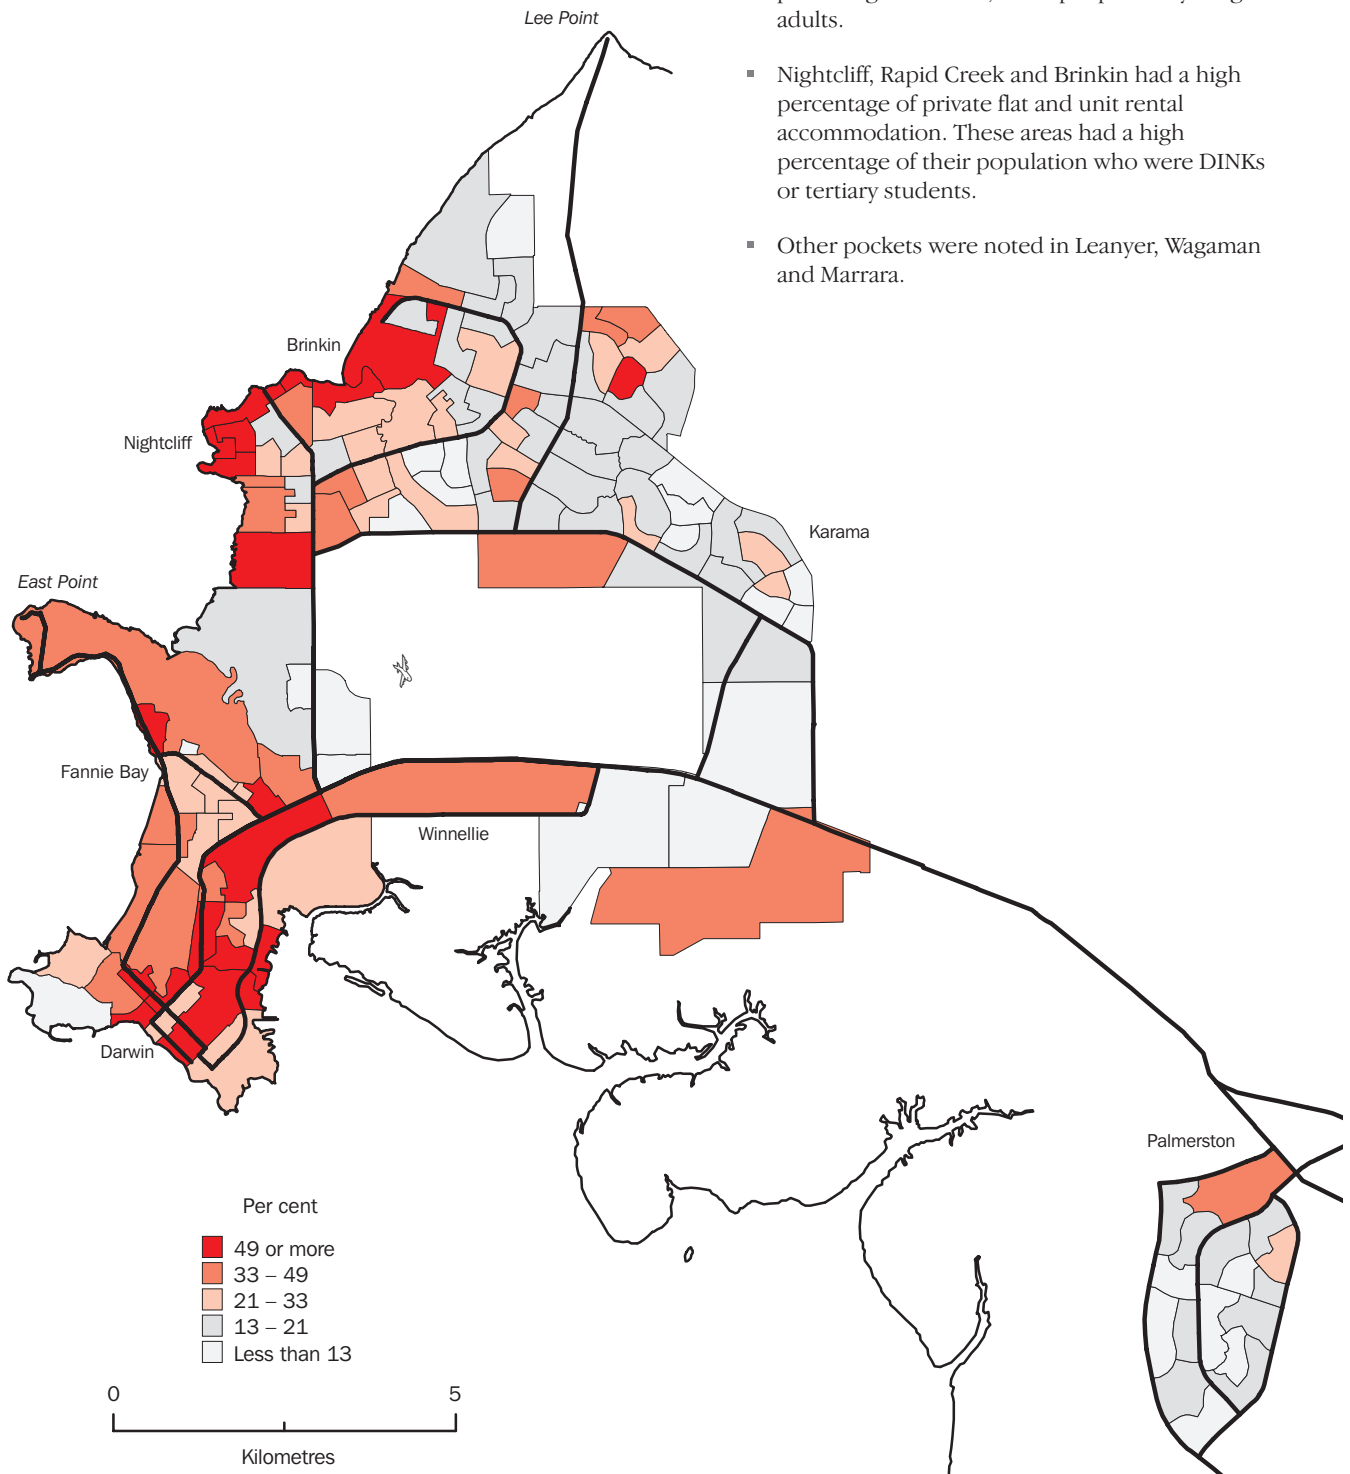 adults.
Nightcliff, Rapid Creek and Brinkin had a high
percentage of private flat and unit rental
accommodation. These areas had a high
percentage of their population who were DINKs
or tertiary students.
Other pockets were noted in Leanyer, Wagaman
and Marrara.
Lee Point
Brinkin
Nightcliff
Karama
East Point
Fannie Bay
Winnellie
Darwin
Palmerston
Per cent
49 or more
33 – 49
21 – 33
13 – 21
Less than 13
0 5
Kilometres